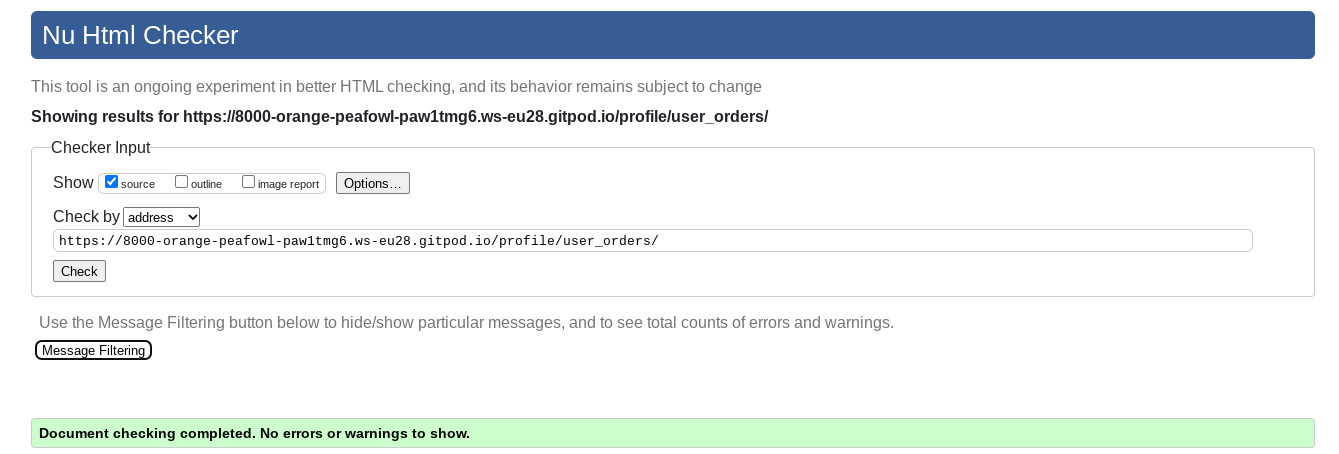 Nu Html Checker
This tool is an ongoing experiment in better HTML checking, and its behavior remains subject to change
Showing results for https://8000-orange-peafowl-paw1tmg6.ws-eu28.gitpod.io/profile/user_orders/
Checker Input
Show source outline image report Options...
Check by address
https://8000-orange-peafowl-paw1tmg6.ws-eu28.gitpod.io/profile/user_orders/
Check
Use the Message Filtering button below to hide/show particular messages, and to see total counts of errors and warnings.
Message Filtering
Document checking completed. No errors or warnings to show.